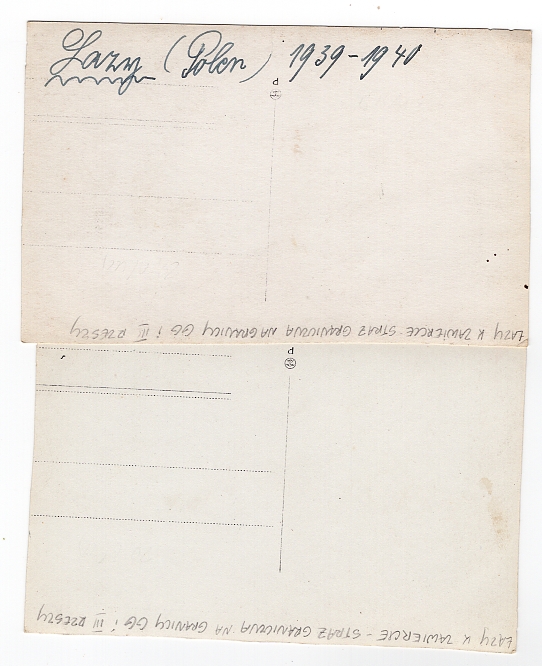 Lazy (Polen) 1939-1940
P
ŁAZY K ZAWIERCIE - STRAŻ GRANICZNA NA GRANICY GG i III RZESZY
P
ŁAZY K ZAWIERCIE - STRAŻ GRANICZNA NA GRANICY GG i III RZESZY